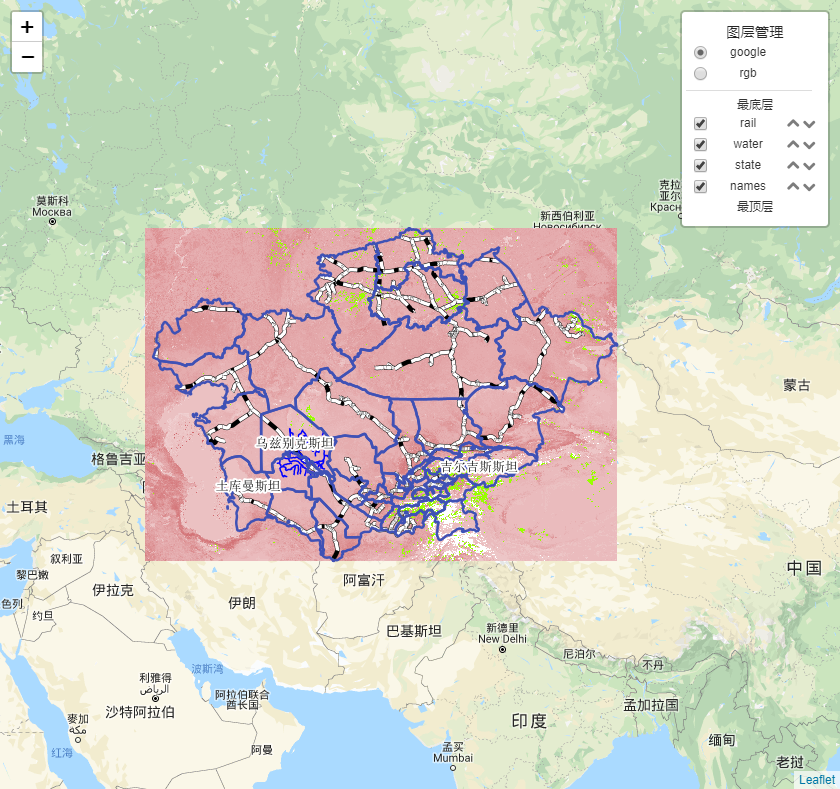 +
−
图层管理
google
rgb
最底层
rail
water
state
names
最顶层
莫斯科
Москва
新西伯利亚
Новосибирск
蒙古
黑海
格鲁吉亚
乌兹别克斯坦
吉尔吉斯斯坦
土库曼斯坦
土耳其
叙利亚
黎巴嫩
伊拉克
色列
约旦
伊朗
阿富汗
中国
巴基斯坦
新德里
New Delhi
尼泊尔
不丹
波斯湾
利雅得
الرياض
阿拉伯联合
酋长国
沙特阿拉伯
麥加
مكه
孟加拉国
印度
缅甸
红海
阿曼
孟买
Mumbai
老挝
Leaflet